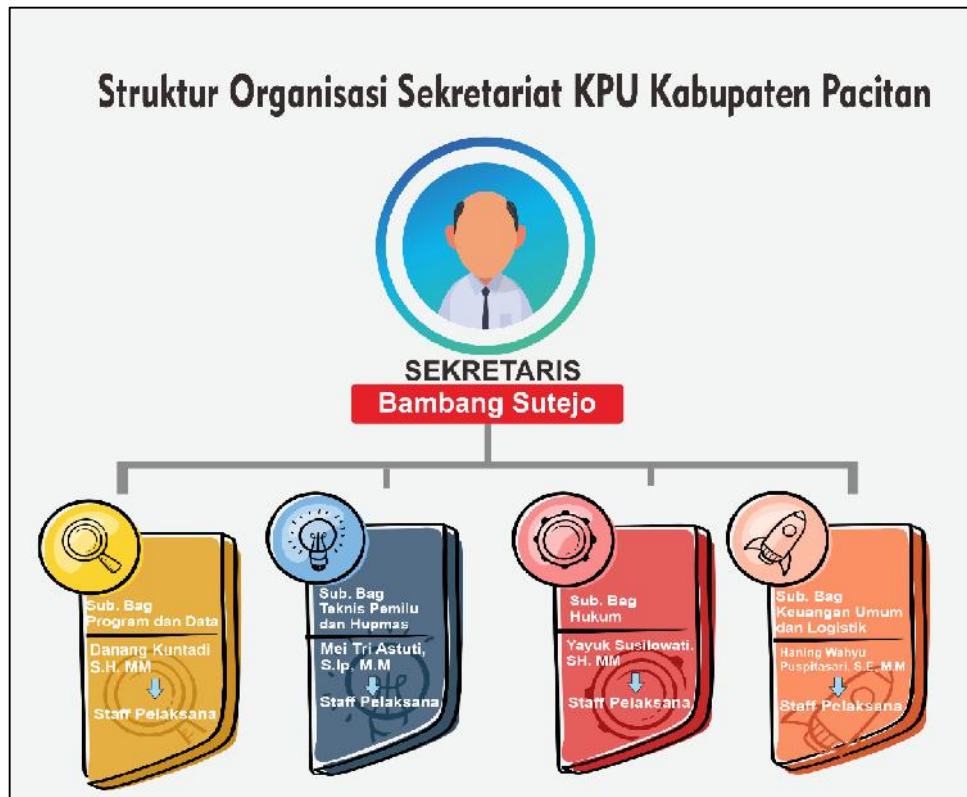 Struktur Organisasi Sekretariat KPU Kabupaten Pacitan
SEKRETARIS
Bambang Sutejo
Sub. Bag
Program dan Data
Danang Kuntadi
S.H. MM
Staff Pelaksana
Sub. Bag
Teknis Pemilu
dan Hupmas
Mei Tri Astuti,
S.Ip. M.M
Staff Pelaksana
Sub. Bag
Hukum
Yayuk Susilowati.
SH. MM
Staff Pelaksana
Sub. Bag
Keuangan Umum
dan Logistik
Haning Wahyu
Puspitasari, S.E, M.M
Staff Pelaksana